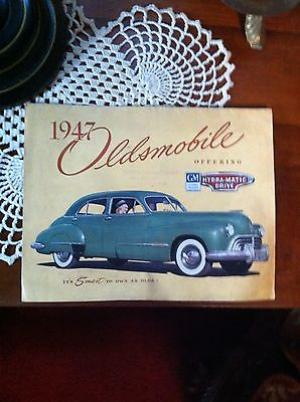 1947
Oldsmobile
OFFERING
GM
HYDRA-MATIC
DRIVE
IT'S Smart TO OWN AN OLDS!